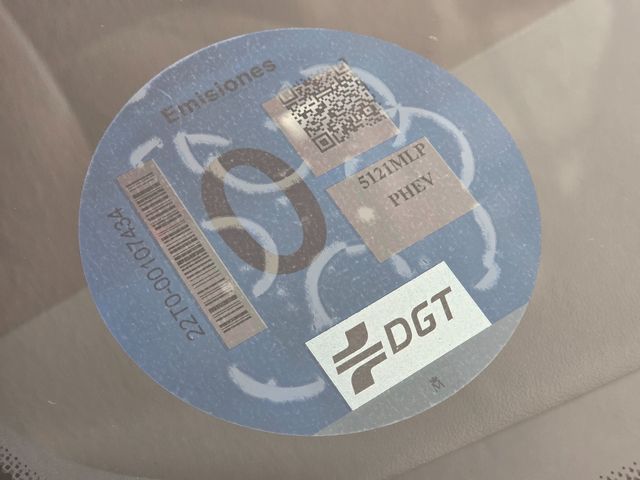 Emisiones
0
5121MLP
PHEV
22T0-00107434
DGT
M